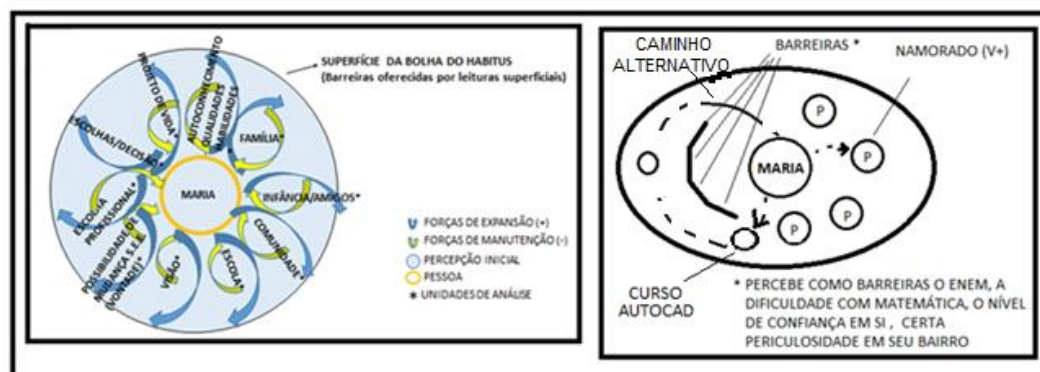 SUPERFÍCIE DA BOLHA DO HABITUS
(Barreiras oferecidas por leituras superficiais)
PROJETO DE VIDA*
AUTOCONHECIMENTO
QUALIDADES
HABILIDADES
*
FAMÍLIA*
ESCOLHAS/DECISÃO*
MARIA
INFÂNCIA/AMIGOS*
ESCOLHA
PROFISSIONAL*
COMUNIDADE*
POSSIBILIDADE DE
MUDANÇA S.E.E.
(VONTADE)*
VISÃO*
ESCOLA*
FORÇAS DE EXPANSÃO (+)
FORÇAS DE MANUTENÇÃO (-)
PERCEPÇÃO INICIAL
PESSOA
* UNIDADES DE ANÁLISE
CAMINHO
ALTERNATIVO
BARREIRAS *
NAMORADO (V+)
P
MARIA
P
P
P
P
CURSO
AUTOCAD
* PERCEBE COMO BARREIRAS O ENEM, A
DIFICULDADE COM MATEMÁTICA, O NÍVEL
DE CONFIANÇA EM SI , CERTA
PERICULOSIDADE EM SEU BAIRRO